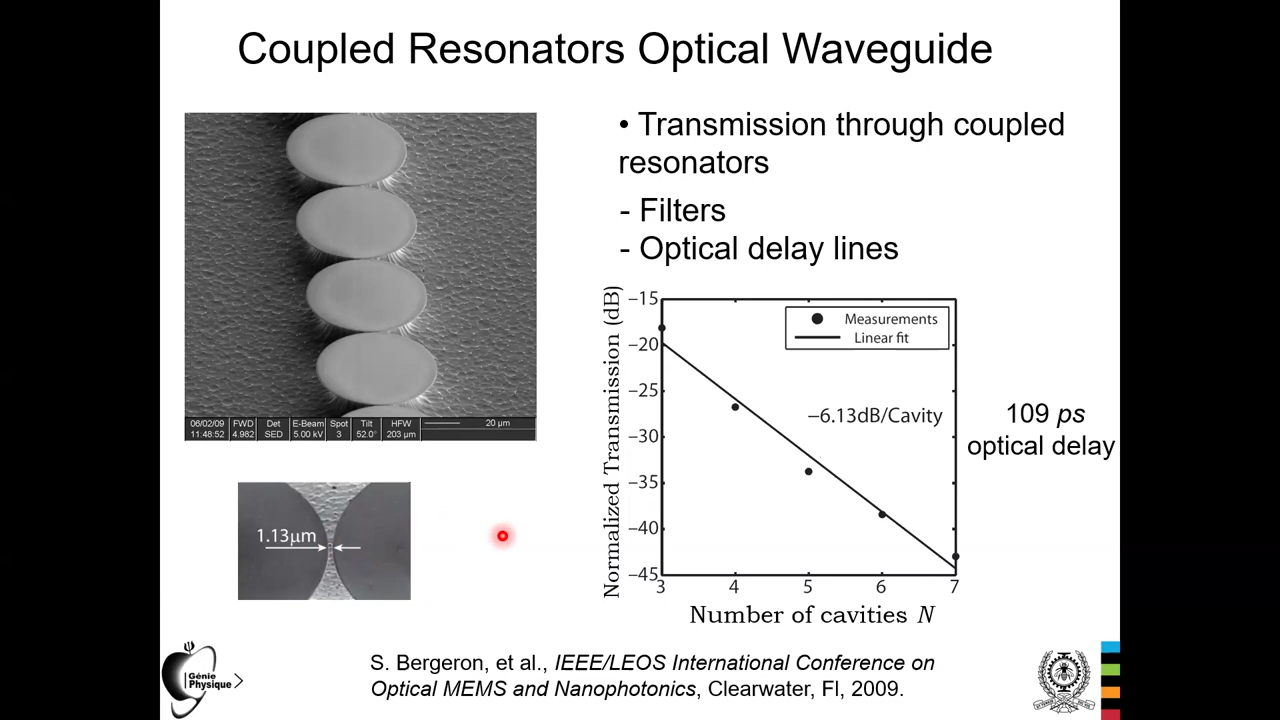 Coupled Resonators Optical Waveguide
• Transmission through coupled
resonators
- Filters
- Optical delay lines
06/02/09 FWD Det E-Beam Spot Tilt HFW 20 µm
11:48:52 4.982 SED 5.00 kV 3 52.0° 203 µm
1.13µm
Normalized Transmission (dB)
−15
−20
−25
−30
−35
−40
−45
Measurements
Linear fit
−6.13dB/Cavity
3 4 5 6 7
Number of cavities N
109 ps
optical delay
S. Bergeron, et al., IEEE/LEOS International Conference on
Optical MEMS and Nanophotonics, Clearwater, Fl, 2009.
Génie
Physique